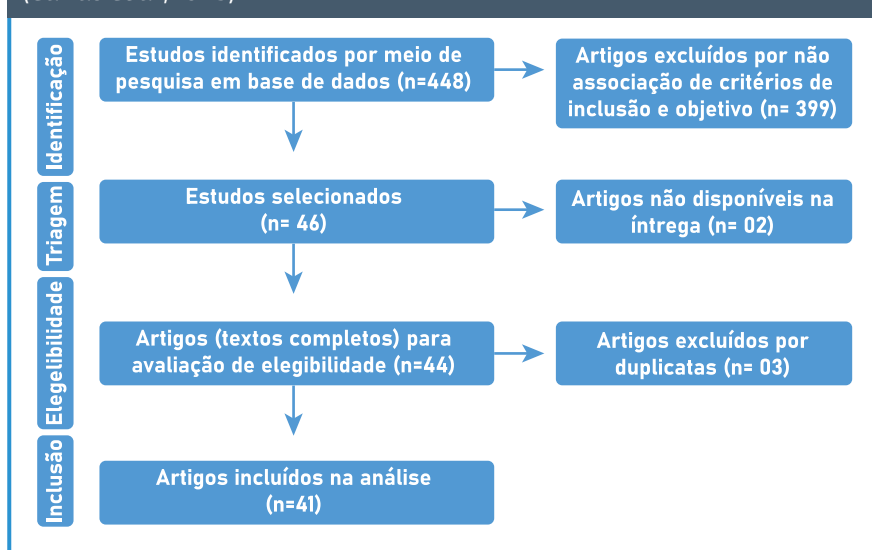 Identificação
Estudos identificados por meio de
pesquisa em base de dados (n=448)
Artigos excluídos por não
associação de critérios de
inclusão e objetivo (n= 399)
Triagem
Estudos selecionados
(n= 46)
Artigos não disponíveis na
íntrega (n= 02)
Elegelibilidade
Artigos (textos completos) para
avaliação de elegibilidade (n=44)
Artigos excluídos por
duplicatas (n= 03)
Inclusão
Artigos incluídos na análise
(n=41)